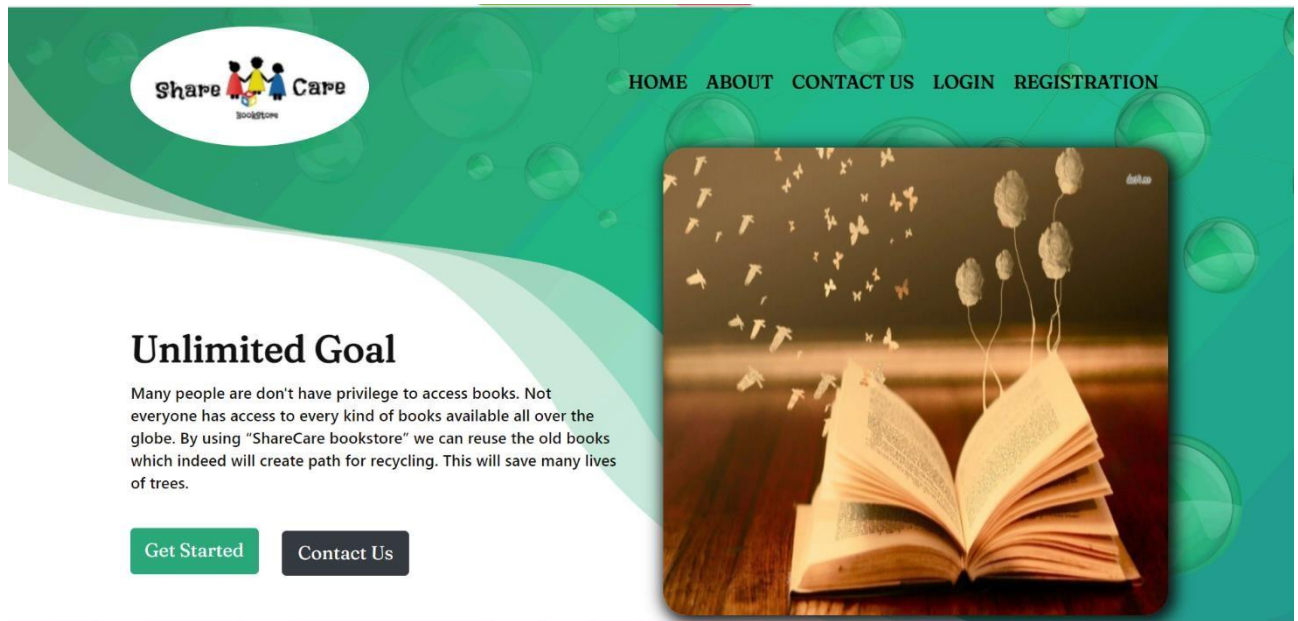 Share Care
BookStore
HOME ABOUT CONTACT US LOGIN REGISTRATION
Unlimited Goal
Many people are don't have privilege to access books. Not
everyone has access to every kind of books available all over the
globe. By using “ShareCare bookstore” we can reuse the old books
which indeed will create path for recycling. This will save many lives
of trees.
Get Started Contact Us